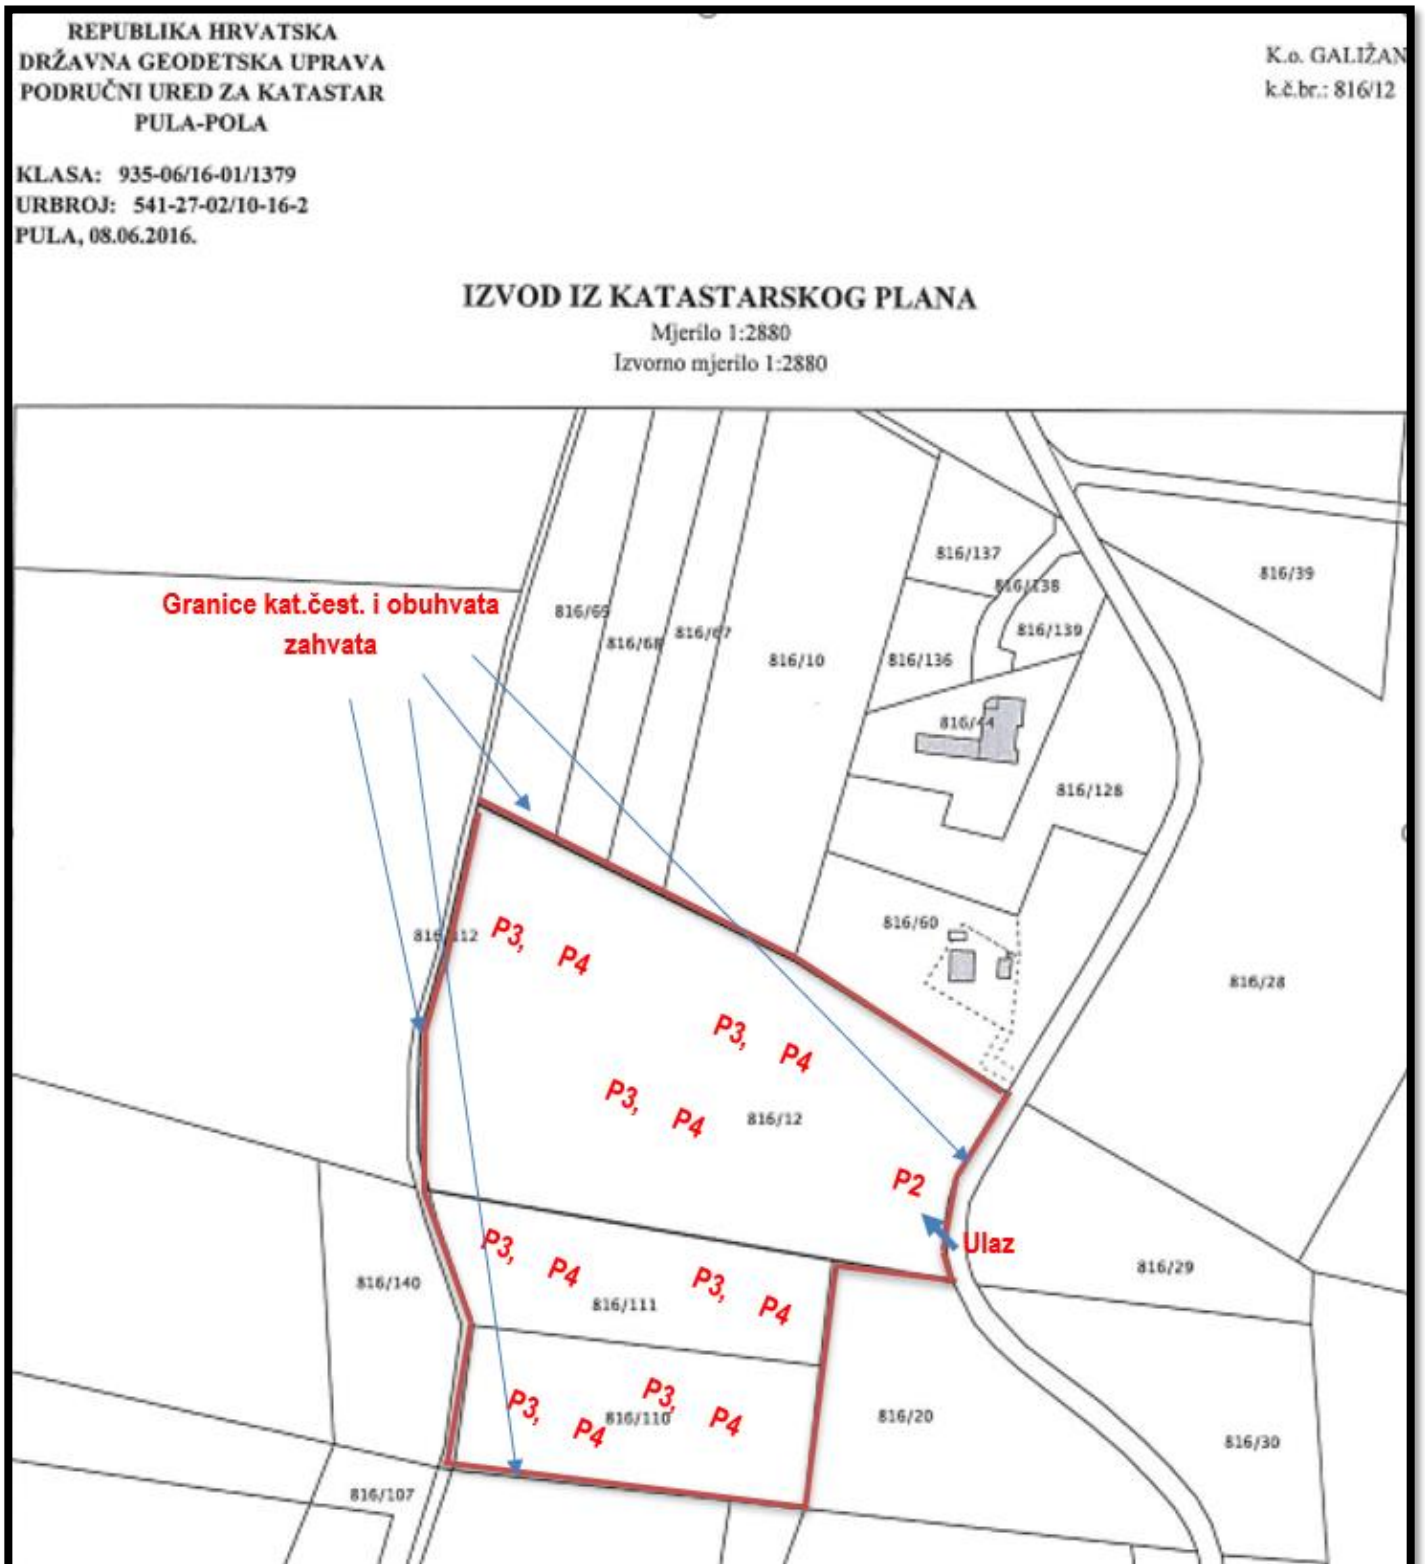 REPUBLIKA HRVATSKA
DRŽAVNA GEODETSKA UPRAVA
PODRUČNI URED ZA KATASTAR
PULA-POLA
K.o. GALIŽAN
k.č.br.: 816/12
KLASA: 935-06/16-01/1379
URBROJ: 541-27-02/10-16-2
PULA, 08.06.2016.
IZVOD IZ KATASTARSKOG PLANA
Mjerilo 1:2880
Izvorno mjerilo 1:2880
816/137
816/39
816/138
Granice kat.čest. i obuhvata
zahvata
816/69
816/68
816/67
816/139
816/10
816/136
816/44
816/128
816/60
816/112
P3, P4
816/28
P3, P4
P3, P4
816/12
P2
Ulaz
P3, P4
816/29
816/140
P3, P4
816/111
P3, P4
P3, P4
816/110
816/20
816/30
816/107